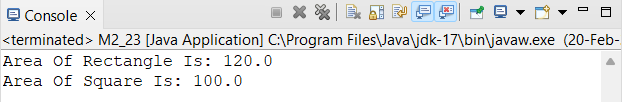 Console
<terminated> M2_23 [Java Application] C:\Program Files\Java\jdk-17\bin\javaw.exe (20-Feb-
Area Of Rectangle Is: 120.0
Area Of Square Is: 100.0